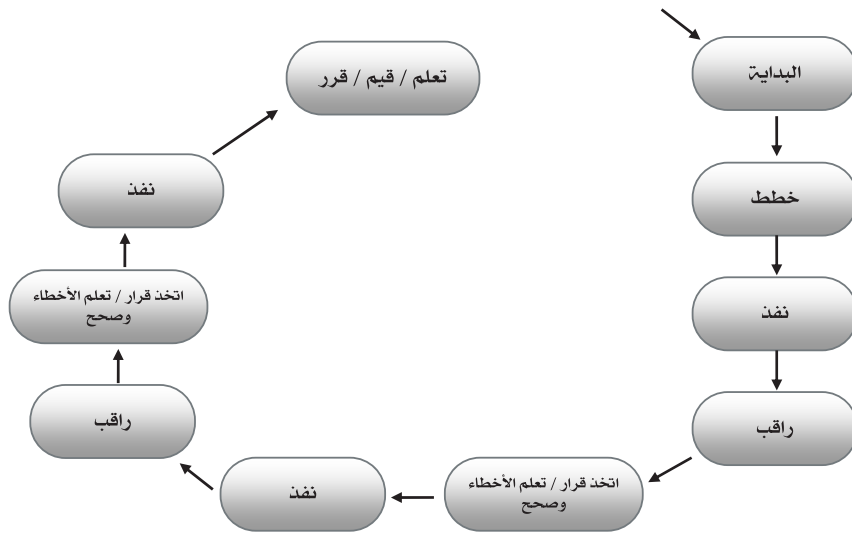 البداية
خطط
نفذ
راقب
اتخذ قرار / تعلم الأخطاء
وصحح
نفذ
راقب
اتخذ قرار / تعلم الأخطاء
وصحح
نفذ
تعلم / قيم / قرر